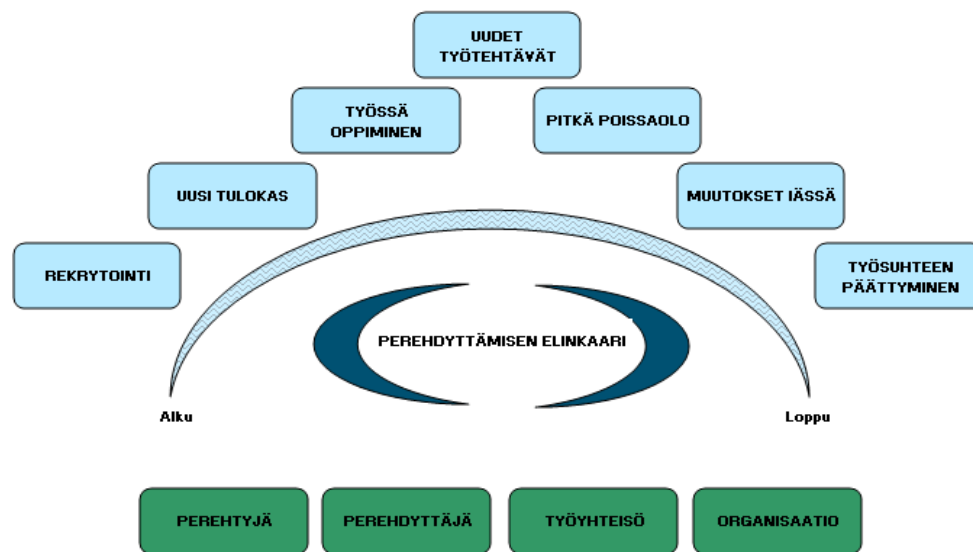 UUDET
TYÖTEHTÄVÄT
TYÖSSÄ
OPPIMINEN
PITKÄ POISSAOLO
UUSI TULOKAS
MUUTOKSET IÄSSÄ
REKRYTOINTI
TYÖSUHTEEN
PÄÄTTYMINEN
PEREHDYTTÄMISEN ELINKAARI
Alku
Loppu
PEREHTYJÄ
PEREHDYTTÄJÄ
TYÖYHTEISÖ
ORGANISAATIO